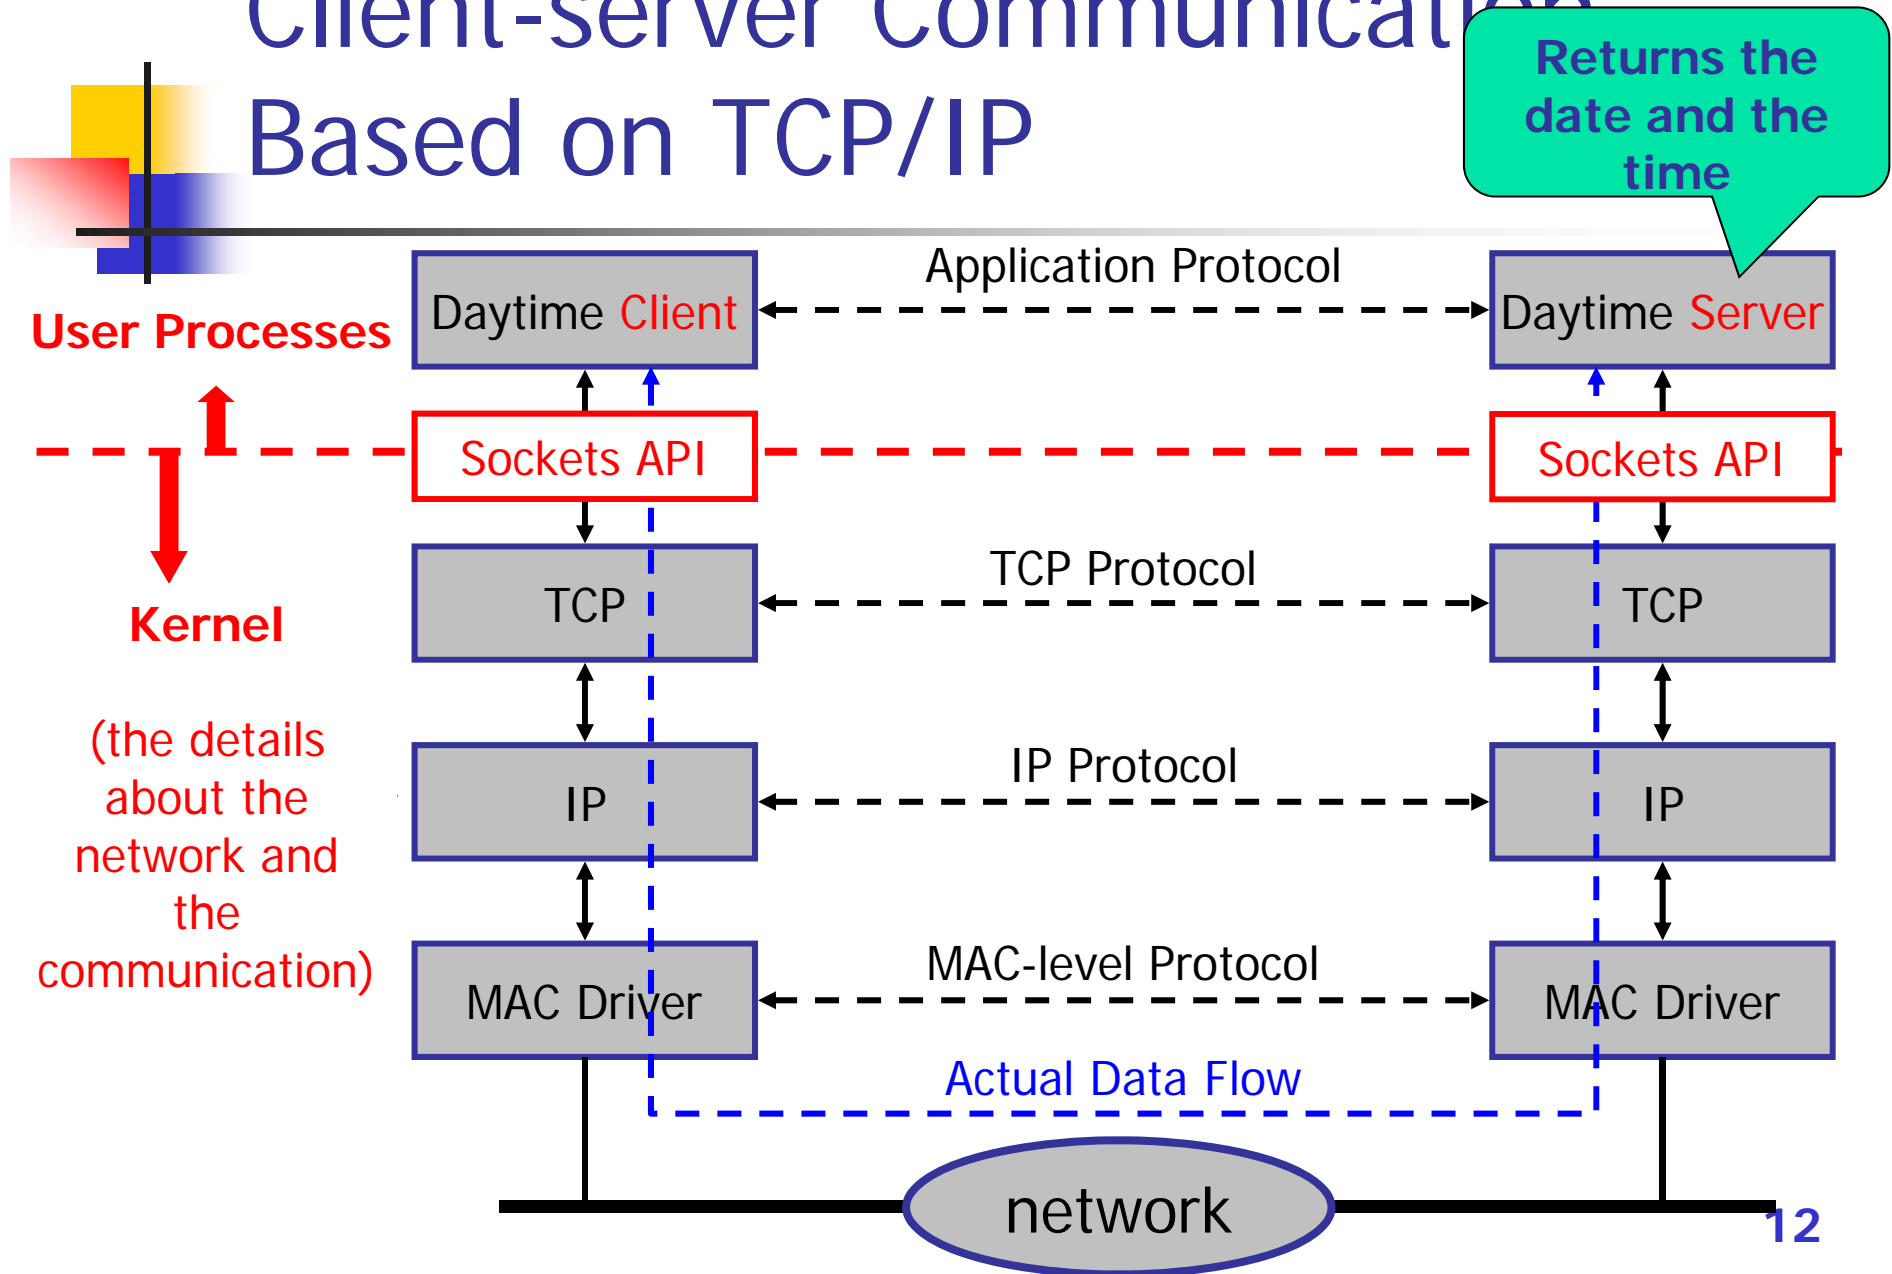 Client-server Communication
Based on TCP/IP
Returns the
date and the
time
User Processes
Daytime Client
Application Protocol
Daytime Server
Sockets API
Sockets API
Kernel
TCP
TCP Protocol
TCP
(the details
about the
network and
the
communication)
IP
IP Protocol
IP
MAC Driver
MAC-level Protocol
MAC Driver
Actual Data Flow
network
12